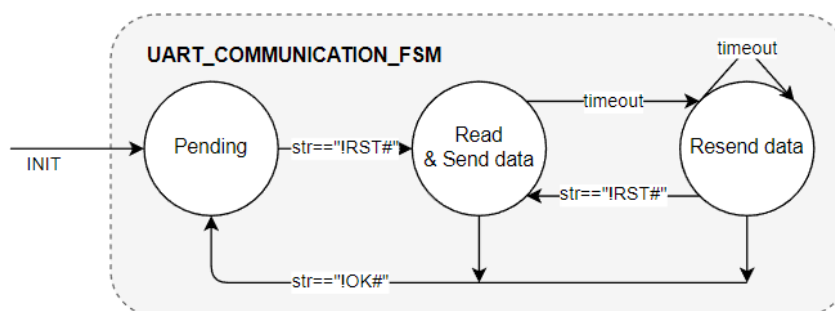 UART_COMMUNICATION_FSM
timeout
timeout
Pending
str=="!RST#"
Read
& Send data
Resend data
INIT
str=="!RST#"
str=="!OK#"